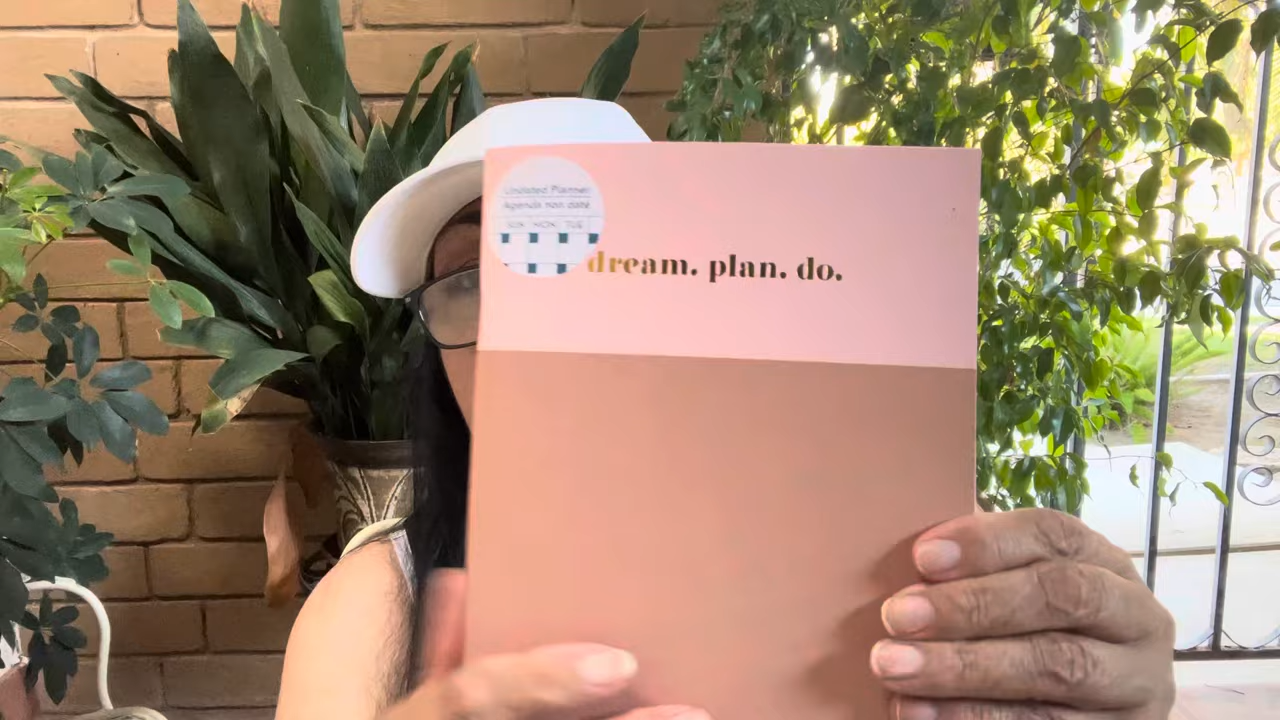 Undated Planner
Agenda non daté
SUN MON TUE
dream. plan. do.